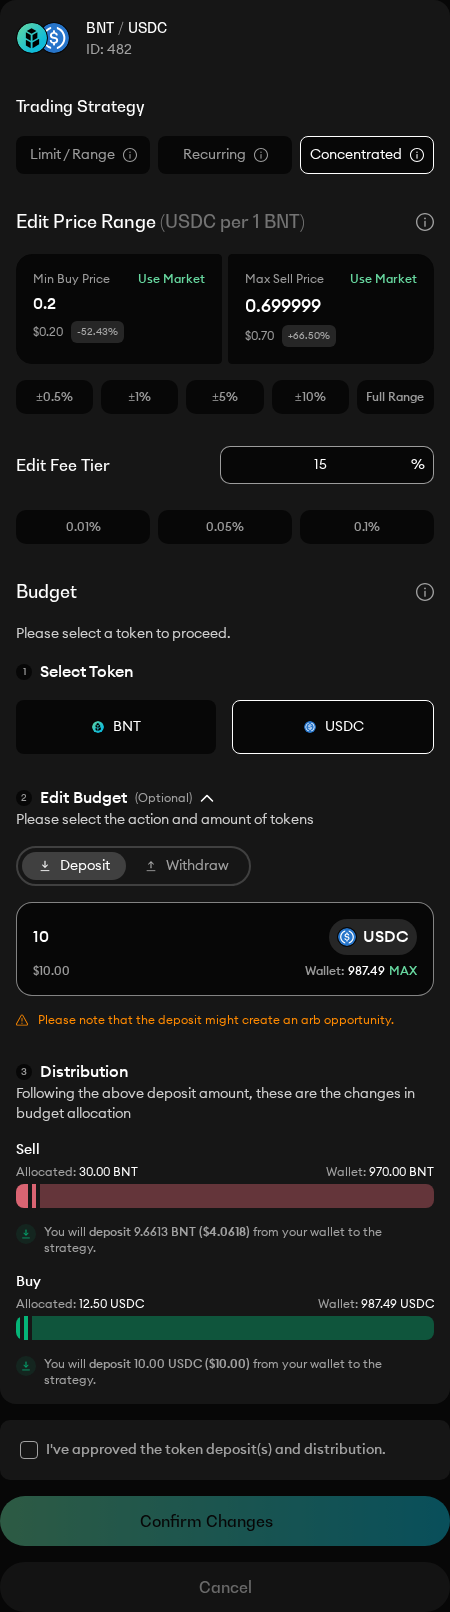 BNT / USDC
ID: 482
Trading Strategy
Limit / Range
Recurring
Concentrated
Edit Price Range (USDC per 1 BNT)
Min Buy Price
Use Market
Max Sell Price
Use Market
0.2
0.699999
$0.20
-52.43%
$0.70
+66.50%
±0.5%
±1%
±5%
±10%
Full Range
Edit Fee Tier
15
%
0.01%
0.05%
0.1%
Budget
Please select a token to proceed.
1 Select Token
BNT
USDC
2 Edit Budget (Optional)
Please select the action and amount of tokens
Deposit
Withdraw
10
USDC
$10.00
Wallet: 987.49 MAX
Please note that the deposit might create an arb opportunity.
3 Distribution
Following the above deposit amount, these are the changes in
budget allocation
Sell
Allocated: 30.00 BNT
Wallet: 970.00 BNT
You will deposit 9.6613 BNT ($4.0618) from your wallet to the
strategy.
Buy
Allocated: 12.50 USDC
Wallet: 987.49 USDC
You will deposit 10.00 USDC ($10.00) from your wallet to the
strategy.
I've approved the token deposit(s) and distribution.
Confirm Changes
Cancel